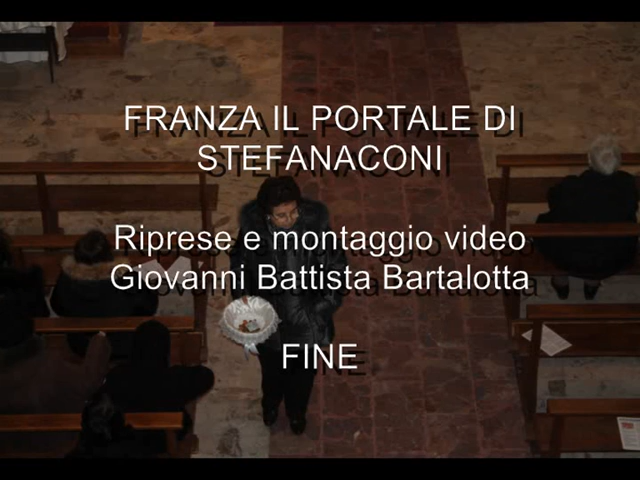 FRANZA IL PORTALE DI
STEFANACONI
Riprese e montaggio video
Giovanni Battista Bartalotta
FINE